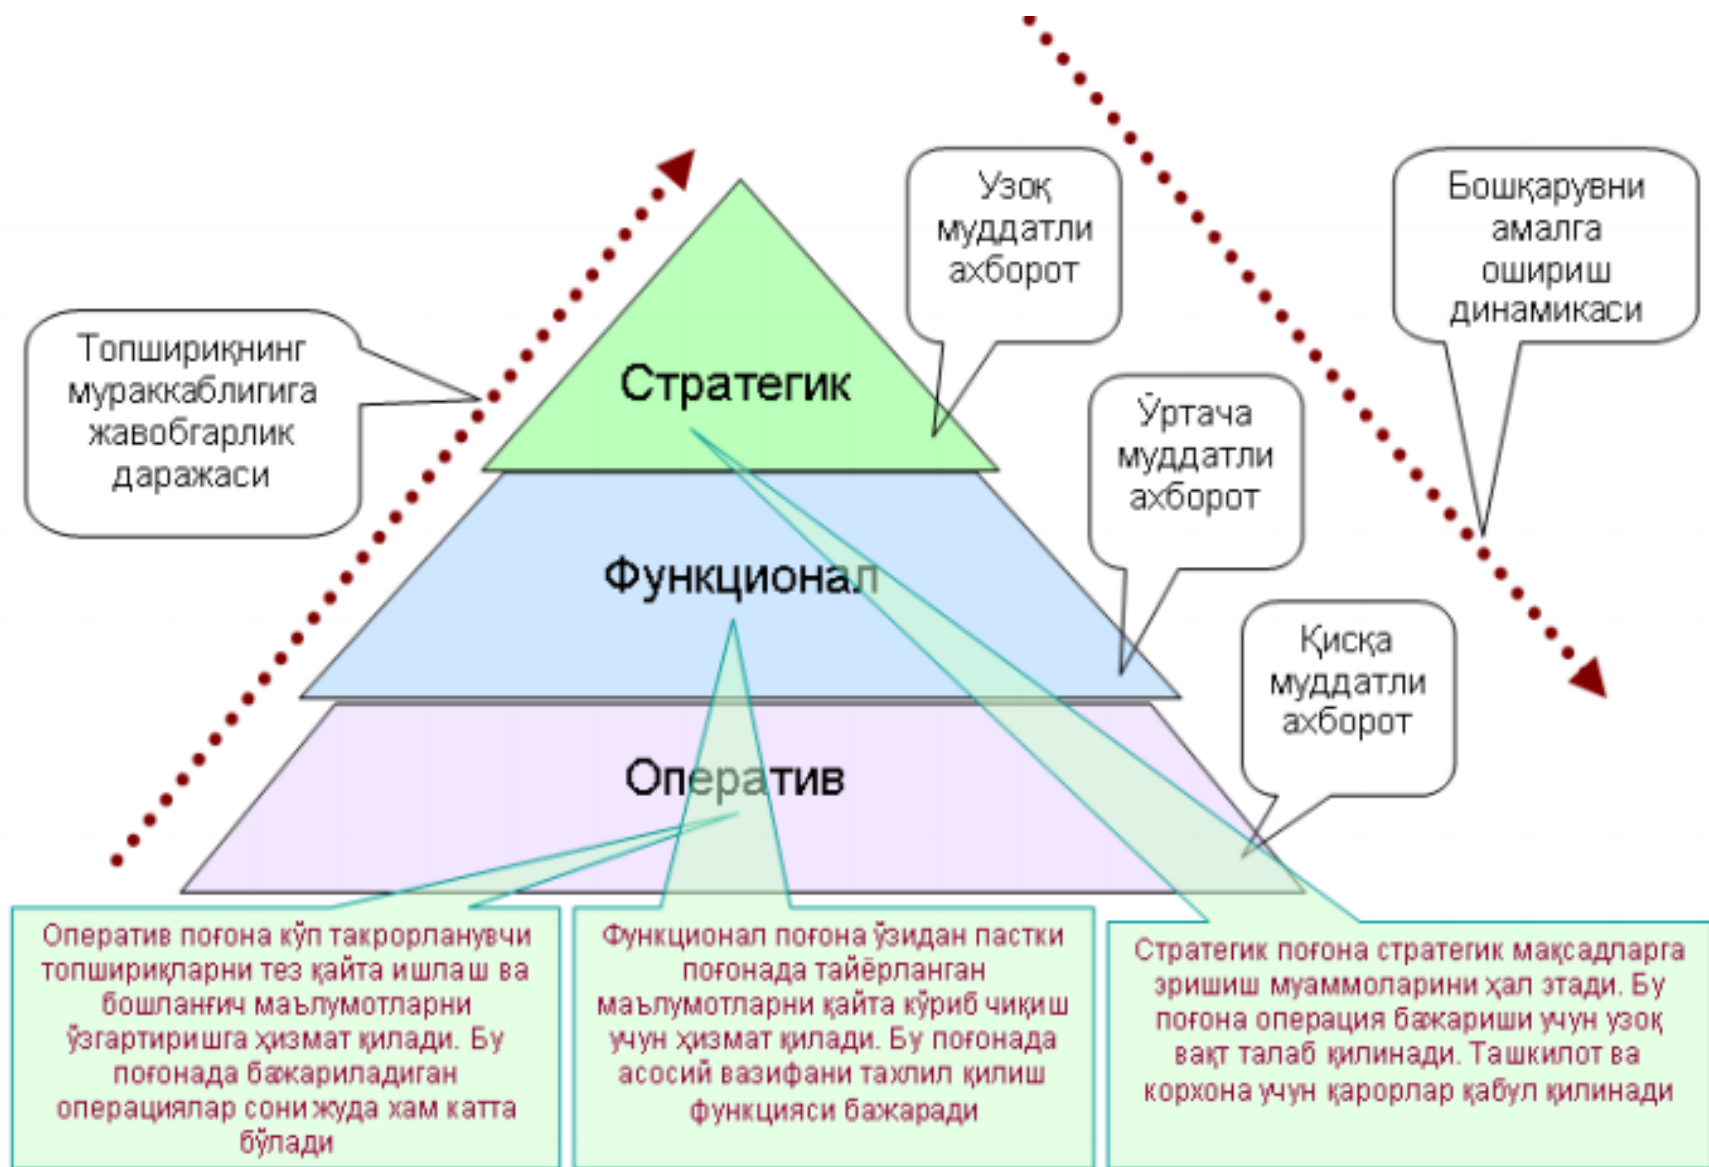 Узоқ
муддатли
ахборот
Бошқарувни
амалга
ошириш
динамикаси
Топшириқнинг
мураккаблигига
жавобгарлик
даражаси
Стратегик
Ўртача
муддатли
ахборот
Функционал
Қисқа
муддатли
ахборот
Оператив
Оператив поғона кўп такрорланувчи
топшириқларни тез қайта ишлаш ва
бошланғич маълумотларни
ўзгартиришга ҳизмат қилади. Бу
поғонада бажариладиган
операциялар сони жуда хам катта
бўлади
Функционал поғона ўзидан пастки
поғонада тайёрланган
маълумотларни қайта кўриб чиқиш
учун ҳизмат қилади. Бу поғонада
асосий вазифани тахлил қилиш
функцияси бажаради
Стратегик поғона стратегик мақсадларга
эришиш муаммоларини ҳал этади. Бу
поғона операция бажариши учун узоқ
вақт талаб қилинади. Ташкилот ва
корхона учун қарорлар қабул қилинади